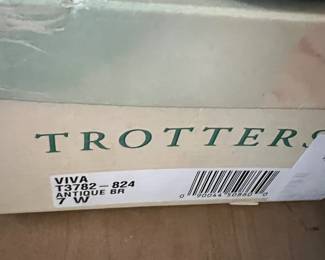 TROTTERS
VIVA
T3782-824
ANTIQUE BR
7 W